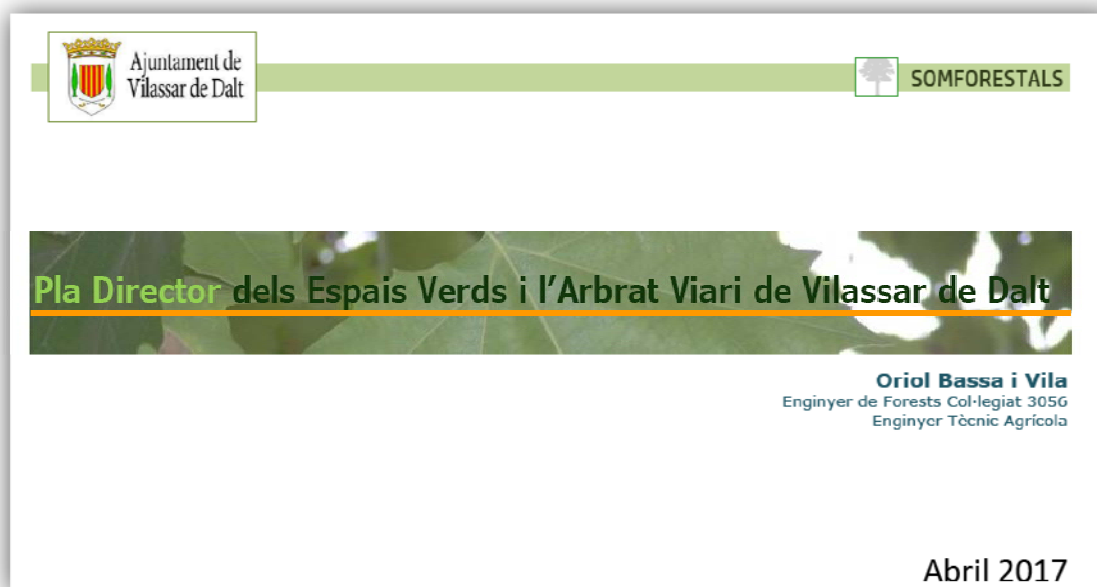 Ajuntament de
Vilassar de Dalt
SOMFORESTALS
Pla Director dels Espais Verds i l'Arbrat Viari de Vilassar de Dalt
Oriol Bassa i Vila
Enginyer de Forests Col·legiat 3056
Enginyer Tècnic Agrícola
Abril 2017